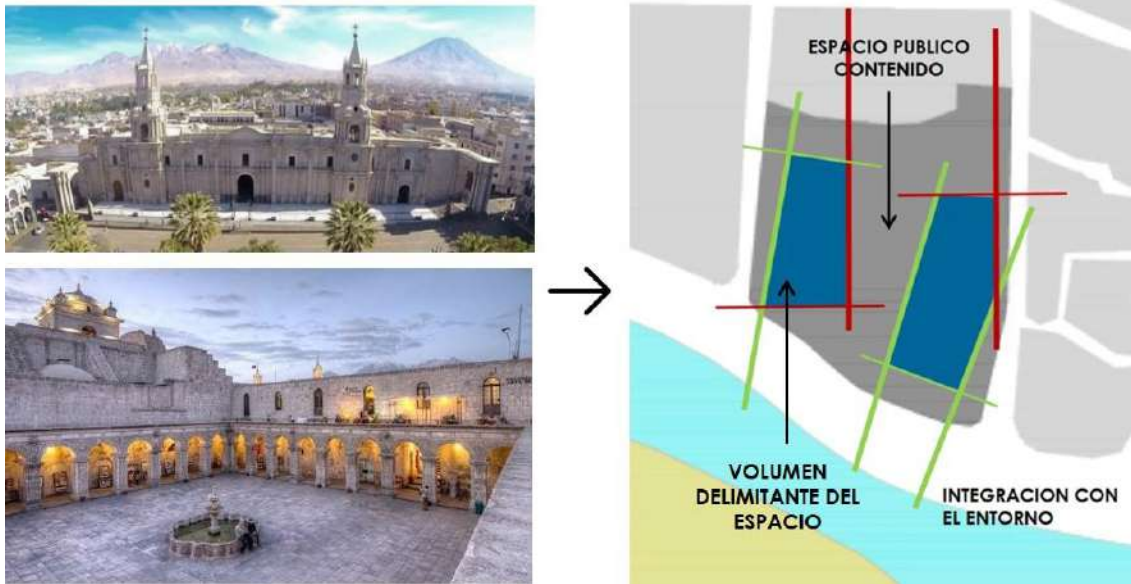 ESPACIO PUBLICO
CONTENIDO
VOLUMEN
DELIMITANTE DEL
ESPACIO
INTEGRACION CON
EL ENTORNO